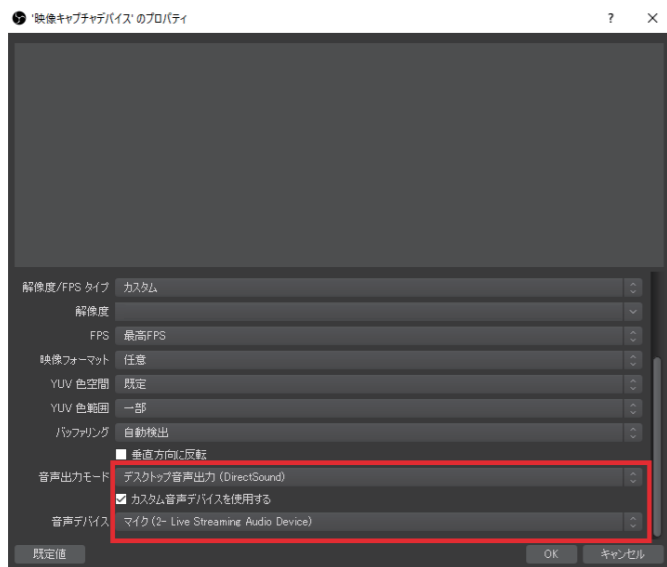 '映像キャプチャデバイス' のプロパティ ? ×
解像度/FPS タイプ カスタム
解像度
FPS 最高FPS
映像フォーマット 任意
YUV 色空間 既定
YUV 色範囲 一部
バッファリング 自動検出
垂直方向に反転
音声出力モード デスクトップ音声出力 (DirectSound)
カスタム音声デバイスを使用する
音声デバイス マイク (2- Live Streaming Audio Device)
既定値 OK キャンセル